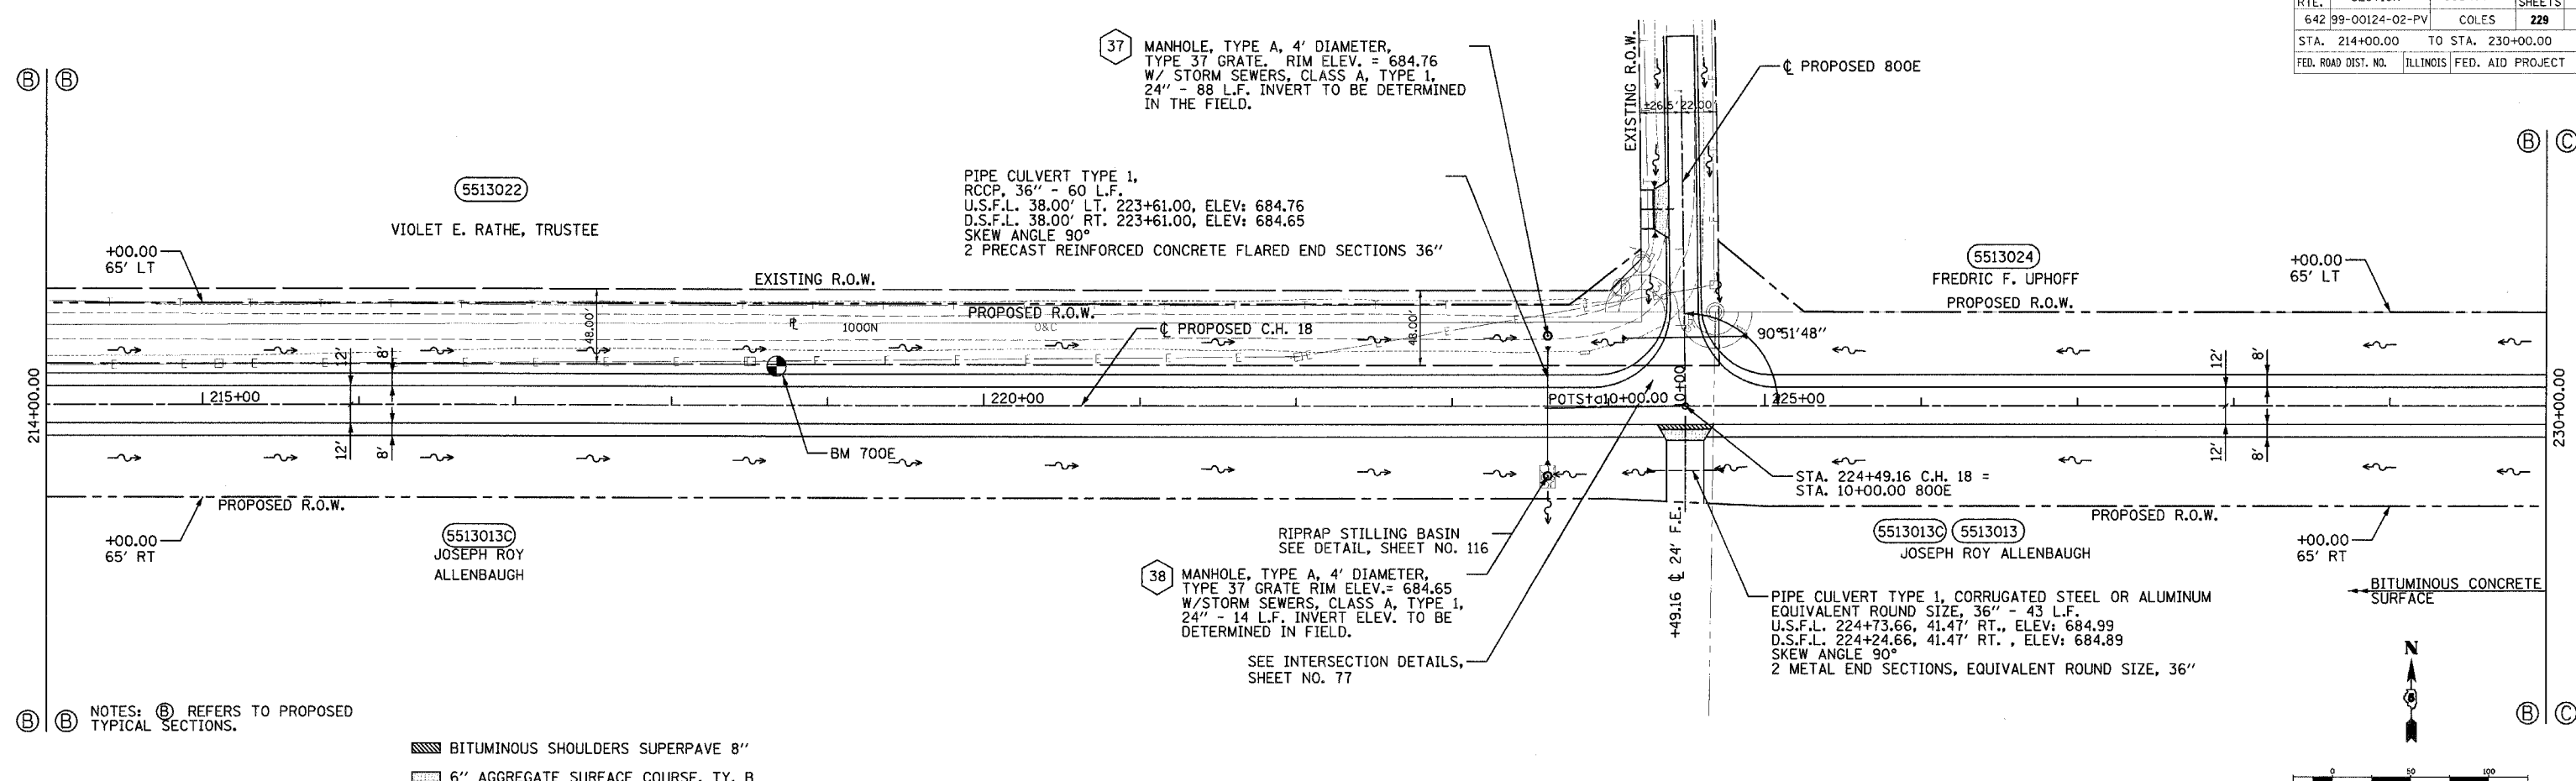 SHEETS
RTE.
642 99-00124-02-PV COLES 229
STA. 214+00.00 TO STA. 230+00.00
FED. ROAD DIST. NO. ILLINOIS FED. AID PROJECT
B B
B C
37
MANHOLE, TYPE A, 4' DIAMETER,
TYPE 37 GRATE. RIM ELEV. = 684.76
W/ STORM SEWERS, CLASS A, TYPE 1,
24" - 88 L.F. INVERT TO BE DETERMINED
IN THE FIELD.
EXISTING R.O.W.
℄ PROPOSED 800E
±26.5' 22.00'
5513022
VIOLET E. RATHE, TRUSTEE
PIPE CULVERT TYPE 1,
RCCP, 36" - 60 L.F.
U.S.F.L. 38.00' LT. 223+61.00, ELEV: 684.76
D.S.F.L. 38.00' RT. 223+61.00, ELEV: 684.65
SKEW ANGLE 90°
2 PRECAST REINFORCED CONCRETE FLARED END SECTIONS 36"
+00.00
65' LT
5513024
FREDRIC F. UPHOFF
PROPOSED R.O.W.
+00.00
65' LT
EXISTING R.O.W.
PROPOSED R.O.W.
48.00'
1000N
O&C
℄ PROPOSED C.H. 18
48.00'
90°51'48"
214+00.00
12'
8'
12'
8'
215+00
220+00
POTSta10+00.00
10+00
225+00
12'
8'
12'
8'
230+00.00
BM 700E
STA. 224+49.16 C.H. 18 =
STA. 10+00.00 800E
PROPOSED R.O.W.
PROPOSED R.O.W.
+00.00
65' RT
5513013C
JOSEPH ROY
ALLENBAUGH
RIPRAP STILLING BASIN
SEE DETAIL, SHEET NO. 116
38
MANHOLE, TYPE A, 4' DIAMETER,
TYPE 37 GRATE RIM ELEV.= 684.65
W/STORM SEWERS, CLASS A, TYPE 1,
24" - 14 L.F. INVERT ELEV. TO BE
DETERMINED IN FIELD.
SEE INTERSECTION DETAILS,
SHEET NO. 77
+49.16 ℄ 24' F.E.
5513013C 5513013
JOSEPH ROY ALLENBAUGH
+00.00
65' RT
BITUMINOUS CONCRETE
SURFACE
PIPE CULVERT TYPE 1, CORRUGATED STEEL OR ALUMINUM
EQUIVALENT ROUND SIZE, 36" - 43 L.F.
U.S.F.L. 224+73.66, 41.47' RT., ELEV: 684.99
D.S.F.L. 224+24.66, 41.47' RT. , ELEV: 684.89
SKEW ANGLE 90°
2 METAL END SECTIONS, EQUIVALENT ROUND SIZE, 36"
N
B B
B C
NOTES: B REFERS TO PROPOSED
TYPICAL SECTIONS.
BITUMINOUS SHOULDERS SUPERPAVE 8"
6" AGGREGATE SURFACE COURSE, TY. B
0 50 100